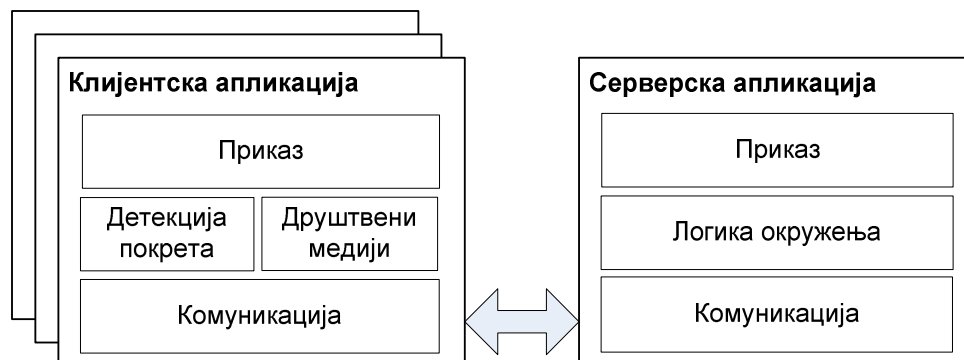 Клијентска апликација
Приказ
Детекција
покрета
Друштвени
медији
Комуникација
Серверска апликација
Приказ
Логика окружења
Комуникација